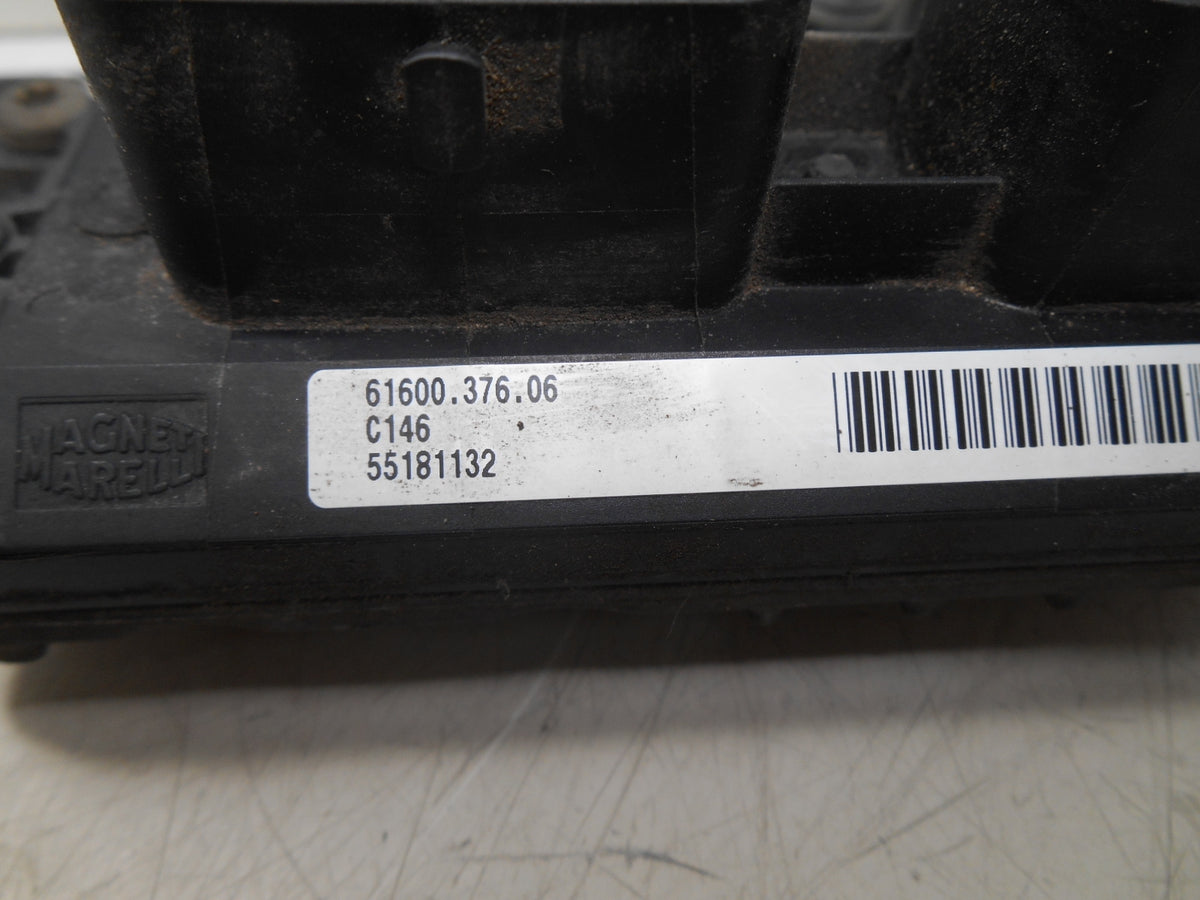 MAGNETI
MARELLI
61600.376.06
C146
55181132